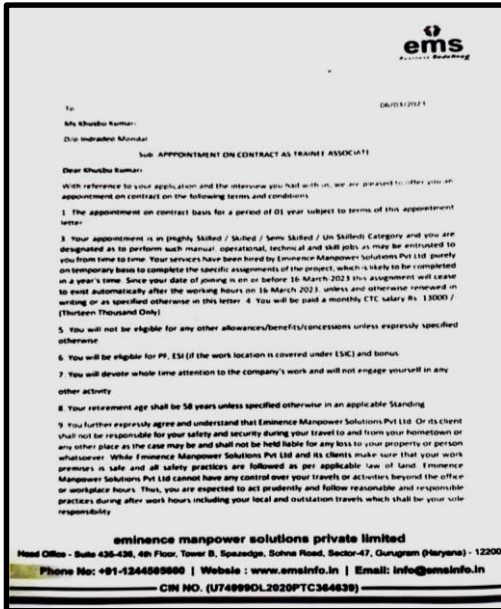 ems
Business Redefined
To
06/03/2023
Ms Khusbu Kumari
D/o Indradeo Mondal
Sub: APPPOINTMENT ON CONTRACT AS TRAINEE ASSOCIATE
Dear Khusbu Kumari
With reference to your application and the interview you had with in, we are pleased to offer you an
appointment on contract on the following terms and conditions
1 The appointment on contract basis for a period of 01 year subject to terms of this appointment
letter
3 Your appointment is in (Highly Skilled / Skilled / Semi Skilled / Un Skilled) Category and you are
designated as to perform such manual, operational, technical and skill jobs as may be entrusted to
you from time to time. Your services have been hired by Eminence Manpower Solutions Pvt Ltd. purely
on temporary basis to complete the specific assignments of the project, which is likely to be completed
in a year's time. Since your date of joining is on or before 16 March 2023 this assignment will cease
to exist automatically after the working hours on 16 March 2023, unless and otherwise renewed in
writing or as specified otherwise in this letter 4 You will be paid a monthly CTC salary Rs 13000 /
(Thirteen Thousand Only)
5 You will not be eligible for any other allowances/benefits/concessions unless expressly specified
otherwise
6 You will be eligible for PF, ESI (if the work location is covered under ESIC) and bonus
7 You will devote whole time attention to the company's work and will not engage yourself in any
other activity
8 Your retirement age shall be 58 years unless specified otherwise in an applicable Standing
9 You further expressly agree and understand that Eminence Manpower Solutions Pvt Ltd Or its client
shall not be responsible for your safety and security during your travel to and from your hometown or
any other place as the case may be and shall not be held liable for any loss to your property or person
whatsoever While Eminence Manpower Solutions Pvt Ltd and its clients make sure that your work
premises is safe and all safety practices are followed as per applicable law of land Eminence
Manpower Solutions Pvt Ltd cannot have any control over your travels or activities beyond the office
or workplace hours Thus, you are expected to act prudently and follow reasonable and responsible
practices during after work hours including your local and outstation travels which shall be your sole
responsibility
eminence manpower solutions private limited
Head Office - Suite 435-436, 4th Floor, Tower B, Spazedge, Sohna Road, Sector-47, Gurugram (Haryana) - 12200
Phone No: +91-1244585600 | Website : www.emsinfo.in | Email: info@emsinfo.in
CIN NO. (U74999DL2020PTC364639)